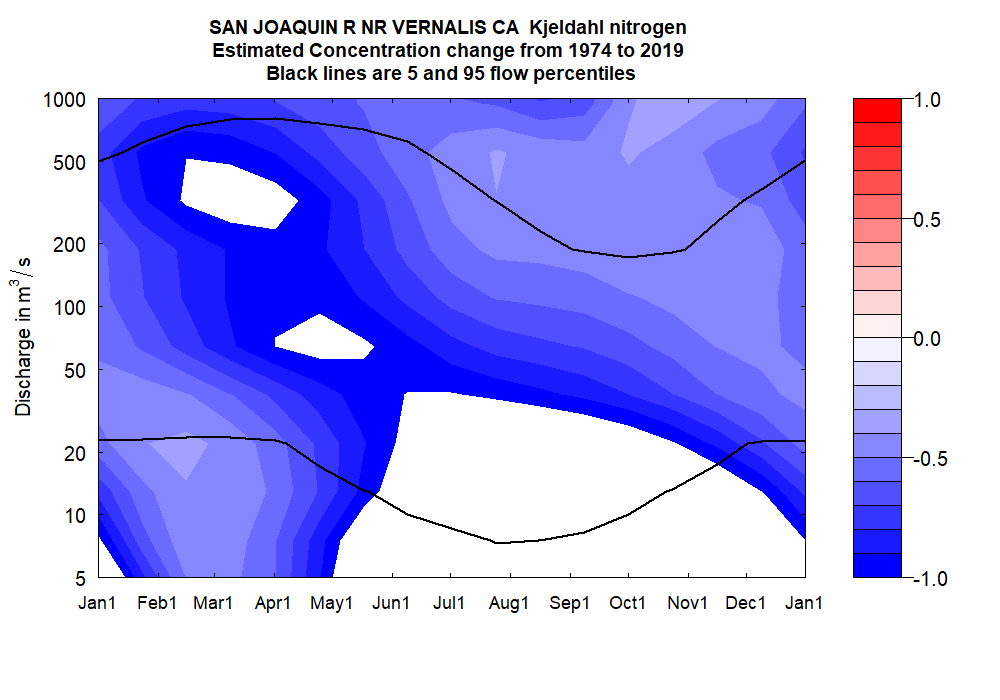 SAN JOAQUIN R NR VERNALIS CA  Kjeldahl nitrogen
Estimated Concentration change from 1974 to 2019
Black lines are 5 and 95 flow percentiles
Discharge in m³/s
1000
500
200
100
50
20
10
5
Jan1 Feb1 Mar1 Apr1 May1 Jun1 Jul1 Aug1 Sep1 Oct1 Nov1 Dec1 Jan1
1.0
0.5
0.0
-0.5
-1.0